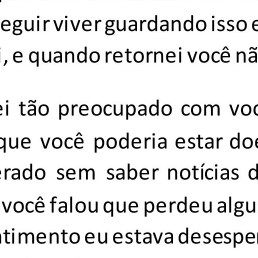 eguir viver guardando isso e
, e quando retornei você nã
ei tão preocupado com voc
que você poderia estar doe
erado sem saber notícias d
você falou que perdeu algu
ntimento eu estava desesper